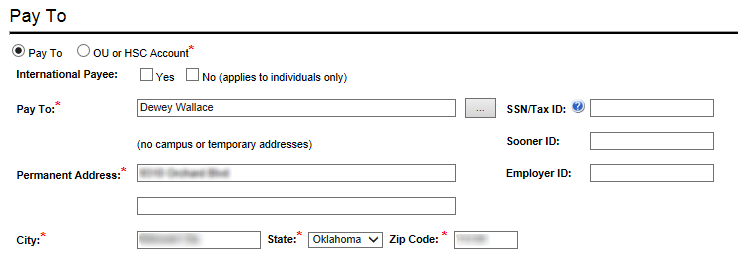 Pay To
Pay To OU or HSC Account*
International Payee: Yes No (applies to individuals only)
Pay To:* Dewey Wallace ... SSN/Tax ID: ?
(no campus or temporary addresses) Sooner ID:
Permanent Address:* Orchard Blvd Employer ID:
City:* State:* Oklahoma Zip Code:*